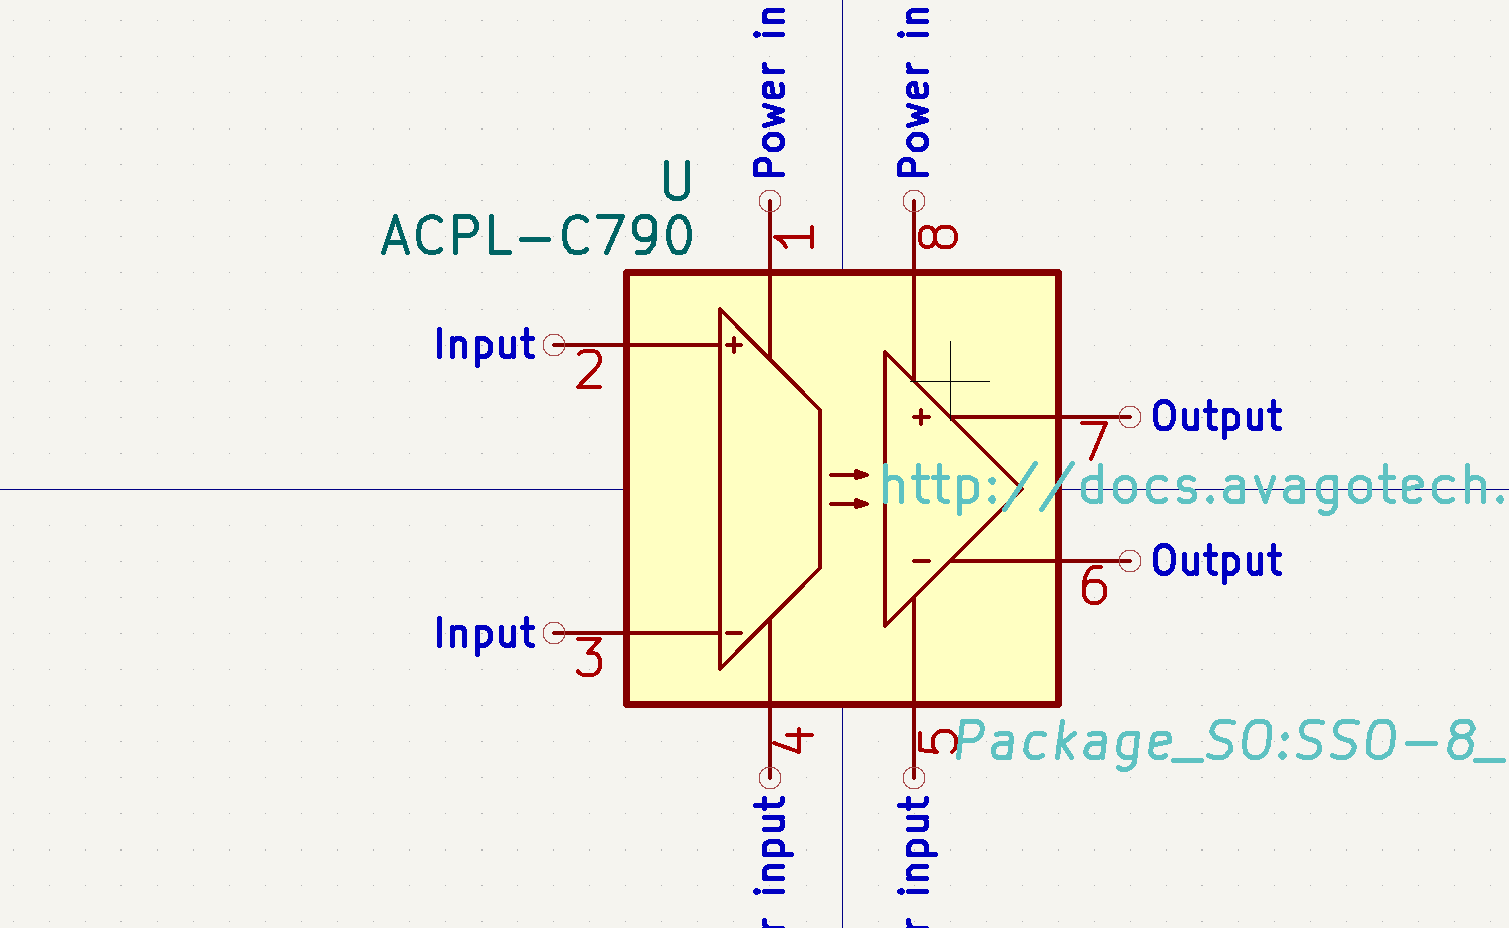 Power in
Power in
U
ACPL-C790
1
8
Input
2
+
+
Output
7
http://docs.avagotech.
Output
6
Input
3
4
5
Package_SO:SSO-8_
r input
r input